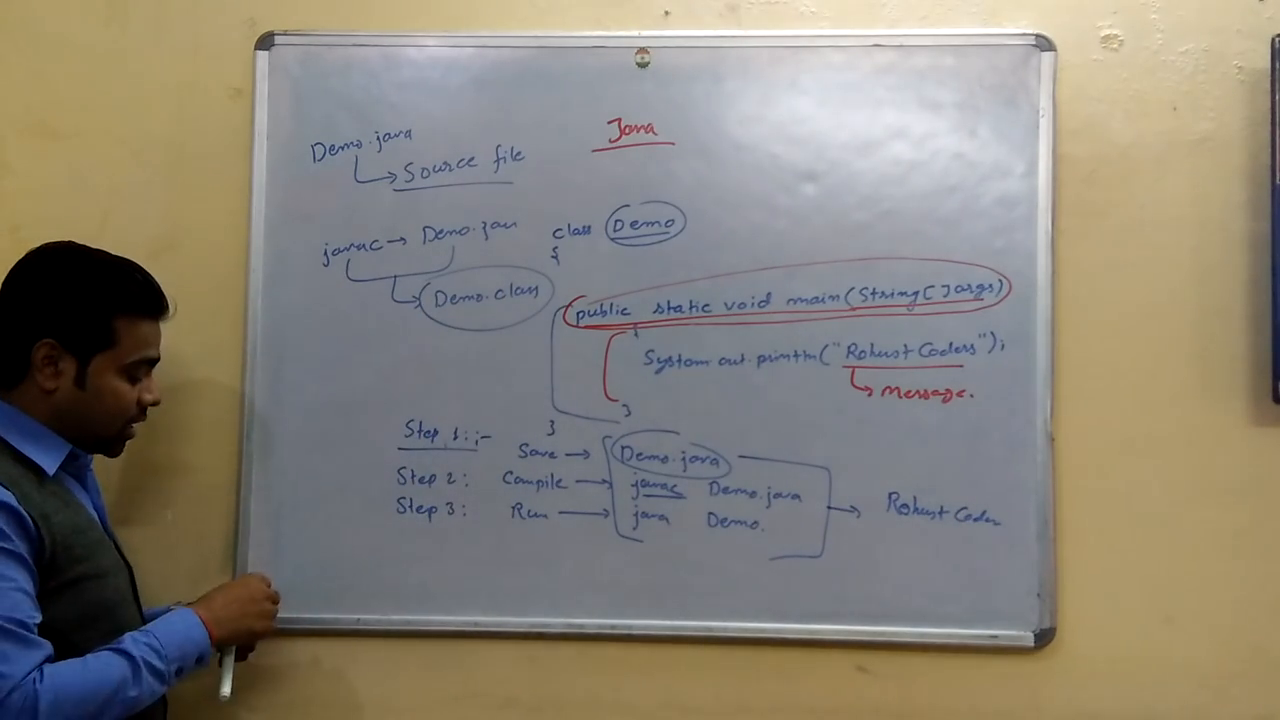 Java
Demo.java
Source file
javac → Demo.java
Demo.class
class Demo
{
public static void main(String[]args)
{
System.out.println("Robust Coders");
message.
}
}
Step 1:;-
Save → Demo.java
Step 2: Compile → javac Demo.java
Step 3: Run → java Demo.
→ Robust Coder